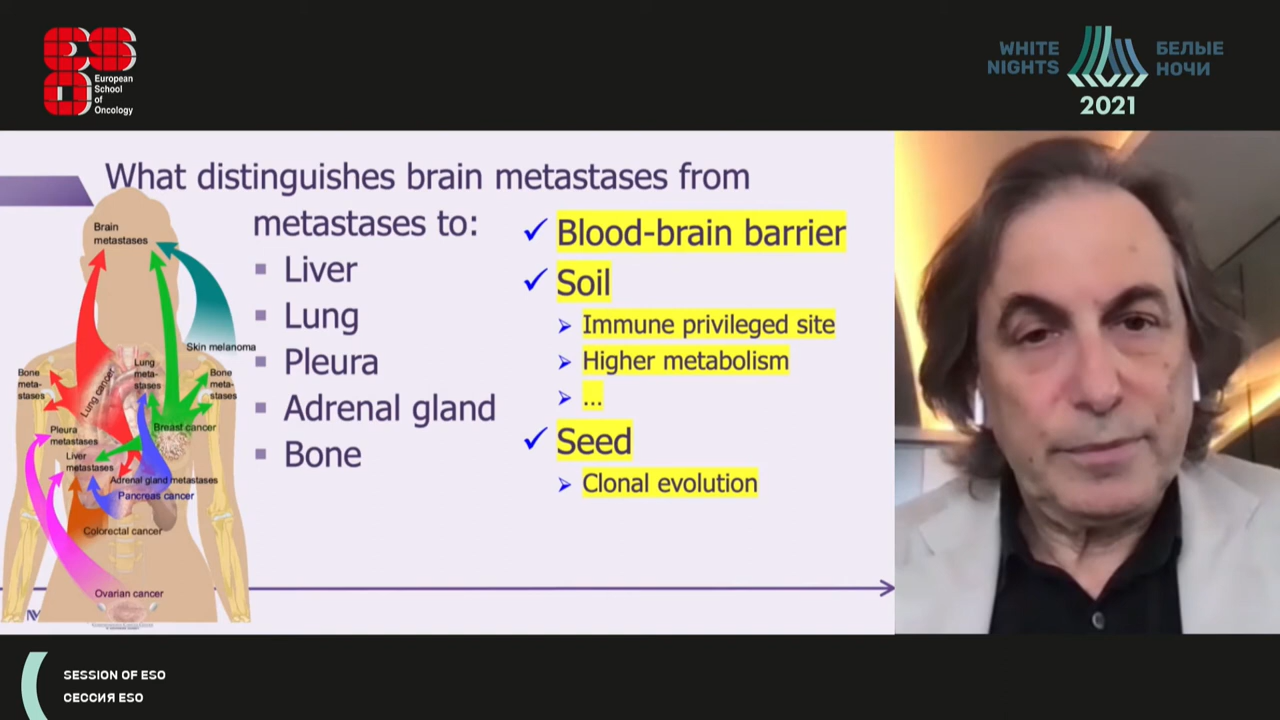 European
School
of
Oncology
WHITE
NIGHTS
БЕЛЫЕ
НОЧИ
2021
What distinguishes brain metastases from
metastases to:
Liver
Lung
Pleura
Adrenal gland
Bone
✓ Blood-brain barrier
✓ Soil
Immune privileged site
Higher metabolism
...
✓ Seed
Clonal evolution
Brain
metastases
Skin melanoma
Lung
meta-
stases
Bone
meta-
stases
Bone
meta-
stases
Lung cancer
Breast cancer
Pleura
metastases
Liver
metastases
Adrenal gland metastases
Pancreas cancer
Colorectal cancer
Ovarian cancer
SESSION OF ESO
СЕССИЯ ESO